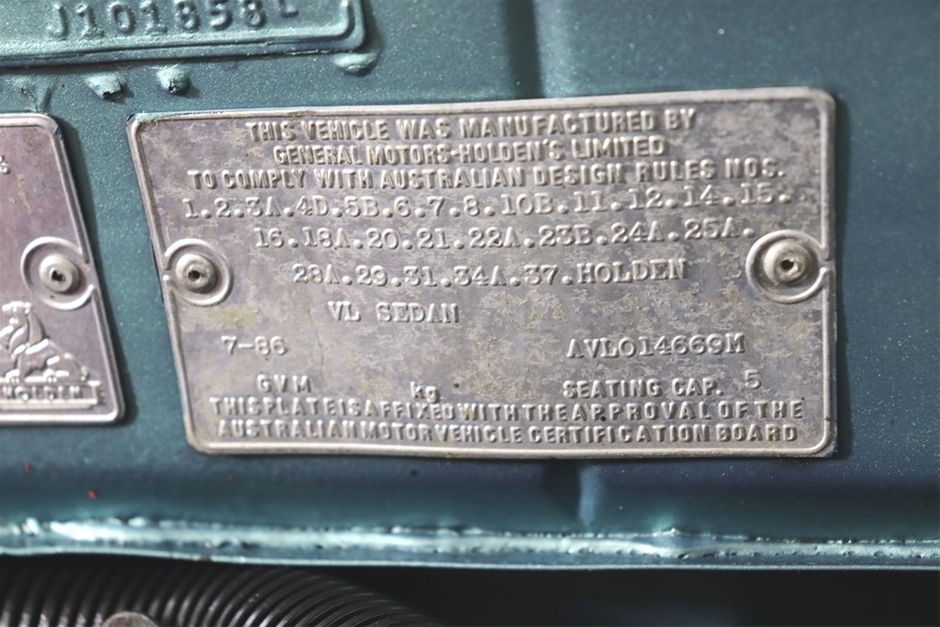 J101858L
THIS VEHICLE WAS MANUFACTURED BY
GENERAL MOTORS-HOLDEN'S LIMITED
TO COMPLY WITH AUSTRALIAN DESIGN RULES NOS.
1.2.3A.4D.5B.6.7.8.10B.11.12.14.15.
16.18A.20.21.22A.23B.24A.25A.
28A.29.31.34A.37.HOLDEN
VL SEDAN
7-86 AVL014669M
GVM kg SEATING CAP. 5
THIS PLATE IS AFFIXED WITH THE APPROVAL OF THE
AUSTRALIAN MOTOR VEHICLE CERTIFICATION BOARD
HOLDEN